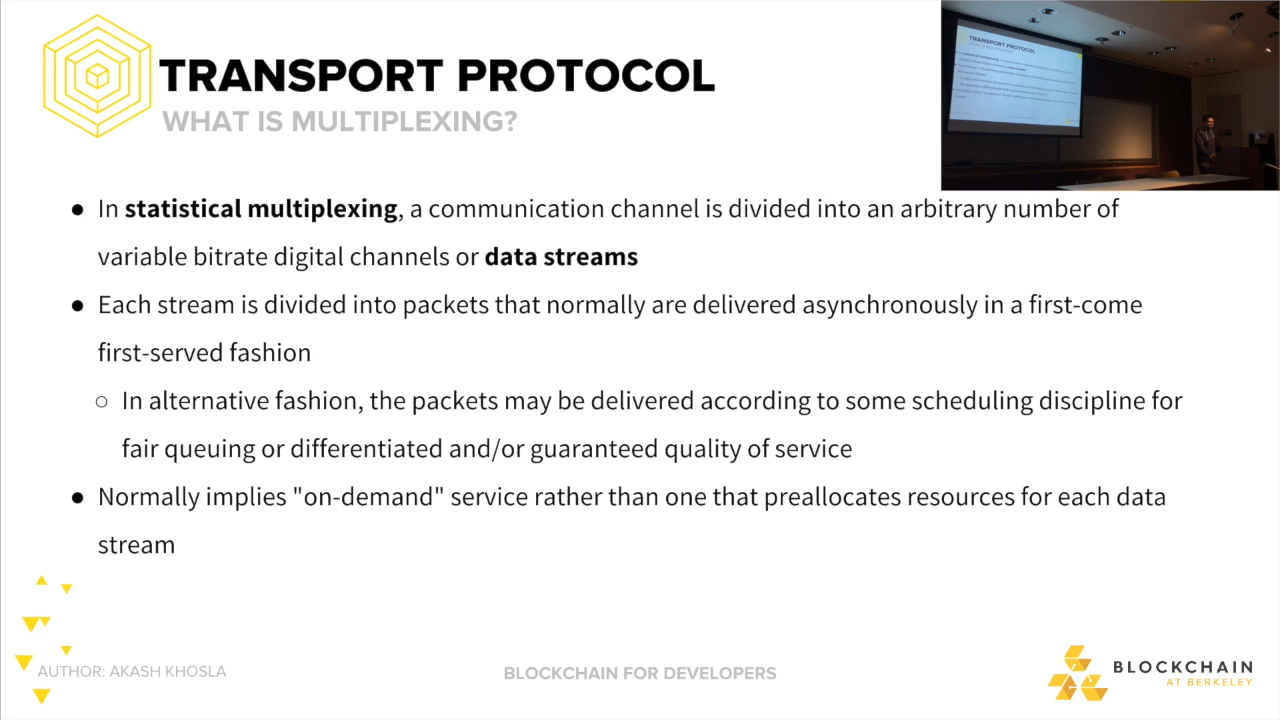 TRANSPORT PROTOCOL
WHAT IS MULTIPLEXING?
TRANSPORT PROTOCOL
● In statistical multiplexing, a communication channel is divided into an arbitrary number of
variable bitrate digital channels or data streams
● Each stream is divided into packets that normally are delivered asynchronously in a first-come
first-served fashion
○ In alternative fashion, the packets may be delivered according to some scheduling discipline for
fair queuing or differentiated and/or guaranteed quality of service
● Normally implies "on-demand" service rather than one that preallocates resources for each data
stream
AUTHOR: AKASH KHOSLA
BLOCKCHAIN FOR DEVELOPERS
BLOCKCHAIN
AT BERKELEY